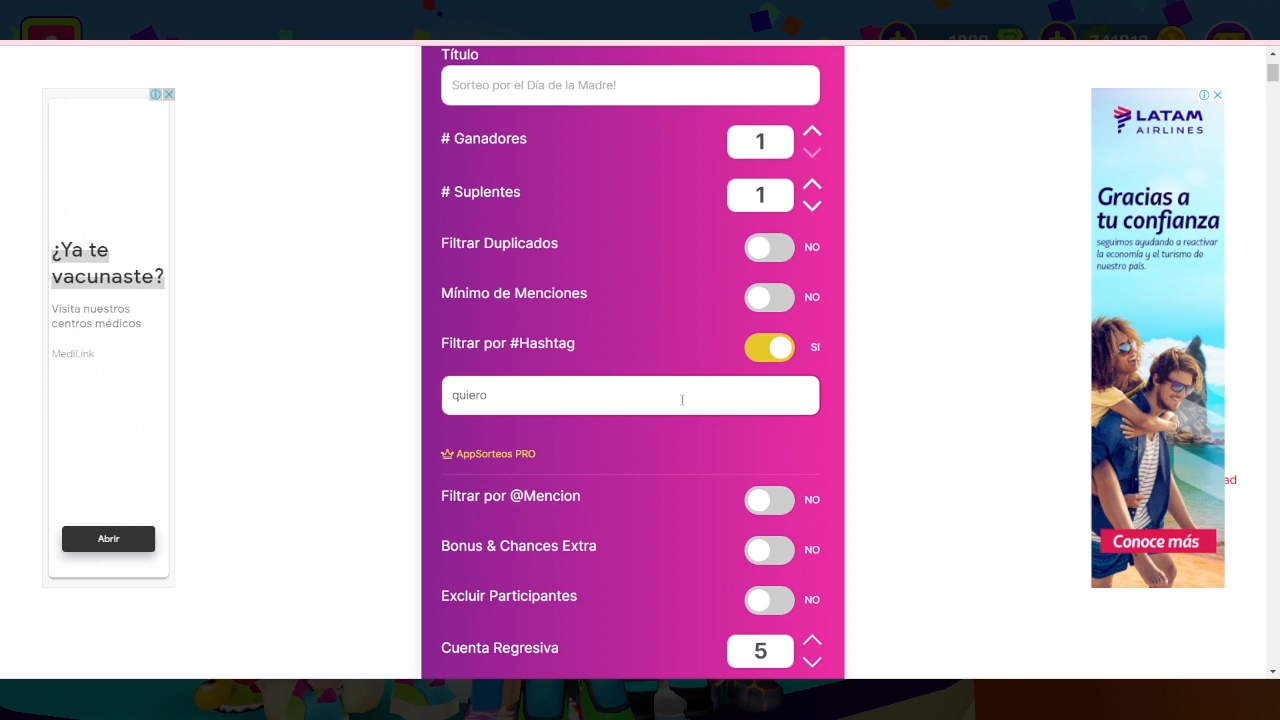 Título
Sorteo por el Día de la Madre!
# Ganadores
1
# Suplentes
1
Filtrar Duplicados
NO
Mínimo de Menciones
NO
Filtrar por #Hashtag
SI
quiero
AppSorteos PRO
Filtrar por @Mencion
NO
Bonus & Chances Extra
NO
Excluir Participantes
NO
Cuenta Regresiva
5
¿Ya te
vacunaste?
Visita nuestros
centros médicos
MediLink
Abrir
LATAM
AIRLINES
Gracias a
tu confianza
seguimos ayudando a reactivar
la economía y el turismo de
nuestro país.
Conoce más
ad